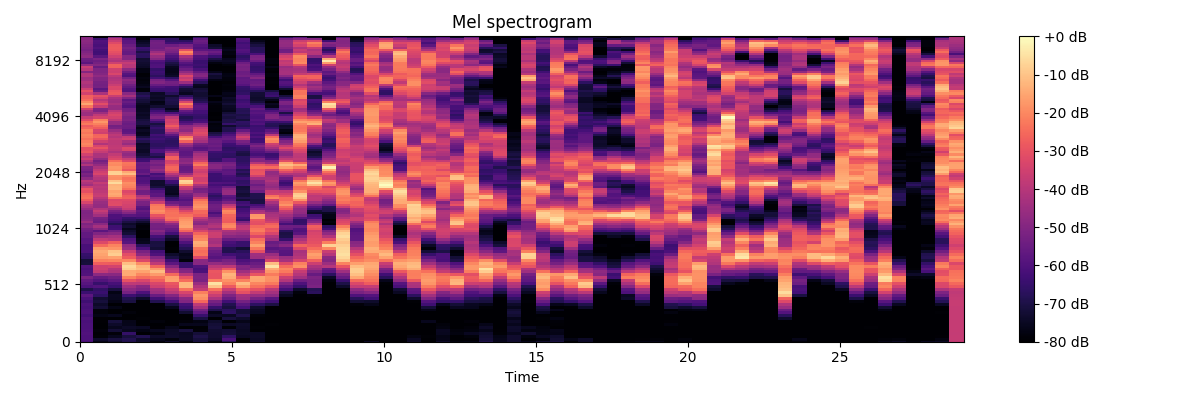 Mel spectrogram
+0 dB
8192
-10 dB
4096
-20 dB
-30 dB
2048
Hz
-40 dB
1024
-50 dB
512
-60 dB
-70 dB
0
-80 dB
0 5 10 15 20 25
Time